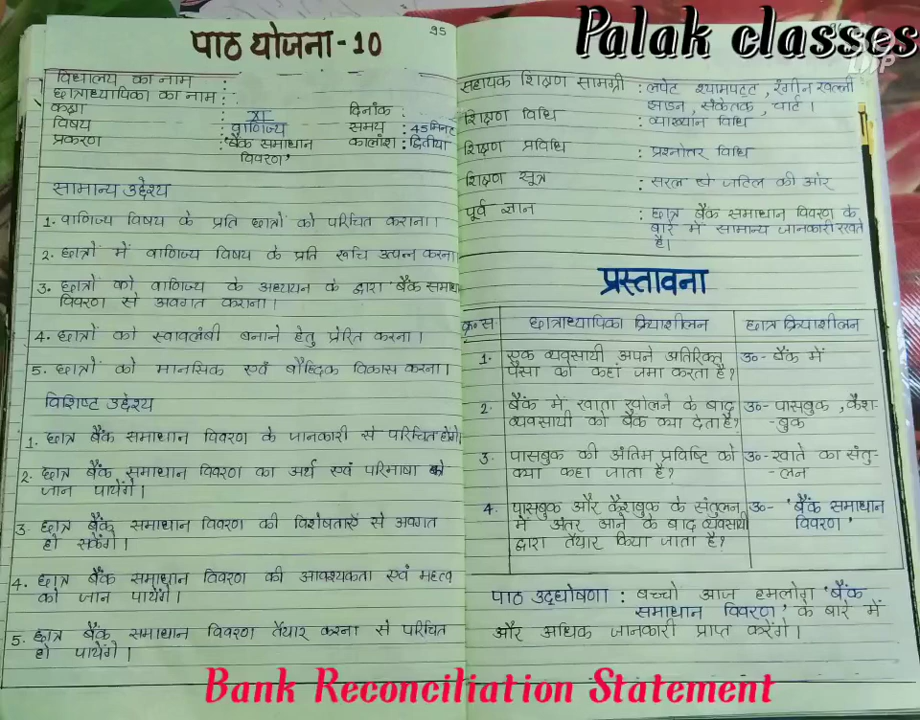 Palak classes
95
पाठ योजना-10
विद्यालय का नाम :
छात्राध्यापिका का नाम :
कक्षा : XI दिनांक :
विषय : वाणिज्य समय : 45 मिनट
प्रकरण : 'बैंक समाधान कालांश : द्वितीया
विवरण'
सामान्य उद्देश्य
1. वाणिज्य विषय के प्रति छात्रों को परिचित कराना।
2. छात्रों में वाणिज्य विषय के प्रति रुचि उत्पन्न करना
3. छात्रों को वाणिज्य के अध्ययन के द्वारा 'बैंक समाधा
विवरण से अवगत कराना।
4. छात्रों को स्वावलंबी बनाने हेतु प्रेरित करना।
5. छात्रों को मानसिक एवं बौद्धिक विकास करना।
विशिष्ट उद्देश्य
1. छात्र बैंक समाधान विवरण के जानकारी से परिचित होंगे।
2. छात्र बैंक समाधान विवरण का अर्थ एवं परिभाषा को
जान पायेंगे।
3. छात्र बैंक समाधान विवरण की विशेषताएँ से अवगत
हो सकेंगे।
4. छात्र बैंक समाधान विवरण की आवश्यकता एवं महत्व
को जान पायेंगे।
5. छात्र बैंक समाधान विवरण तैयार करना से परिचित
हो पायेंगे।
सहायक शिक्षण सामग्री : लपेट श्यामपट्ट, रंगीन खल्ली
झाड़न, संकेतक, चार्ट।
शिक्षण विधि : व्याख्यान विधि
शिक्षण प्रविधि : प्रश्नोतर विधि
शिक्षण सूत्र : सरल से जटिल की ओर
पूर्व ज्ञान : छात्र बैंक समाधान विवरण के
बारे में सामान्य जानकारी रखते
हैं।
प्रस्तावना
क्र०स० छात्राध्यापिका क्रियाशीलन छात्र क्रियाशीलन
1. एक व्यवसायी अपने अतिरिक्त उ०- बैंक में
पैसा को कहां जमा करता है?
2. बैंक में खाता खोलने के बाद उ०- पासबुक, कैश-
व्यवसायी को बैंक क्या देता है? -बुक
3. पासबुक की अंतिम प्रविष्टि को उ०- खाते का संतु-
क्या कहा जाता है? -लन
4. पासबुक और कैशबुक के संतुलन उ०- 'बैंक समाधान
में अंतर आने के बाद व्यवसायी विवरण'
द्वारा तैयार किया जाता है?
पाठ उद्घोषणा : बच्चो आज हमलोग 'बैंक
समाधान विवरण' के बारे में
और अधिक जानकारी प्राप्त करेंगे।
Bank Reconciliation Statement